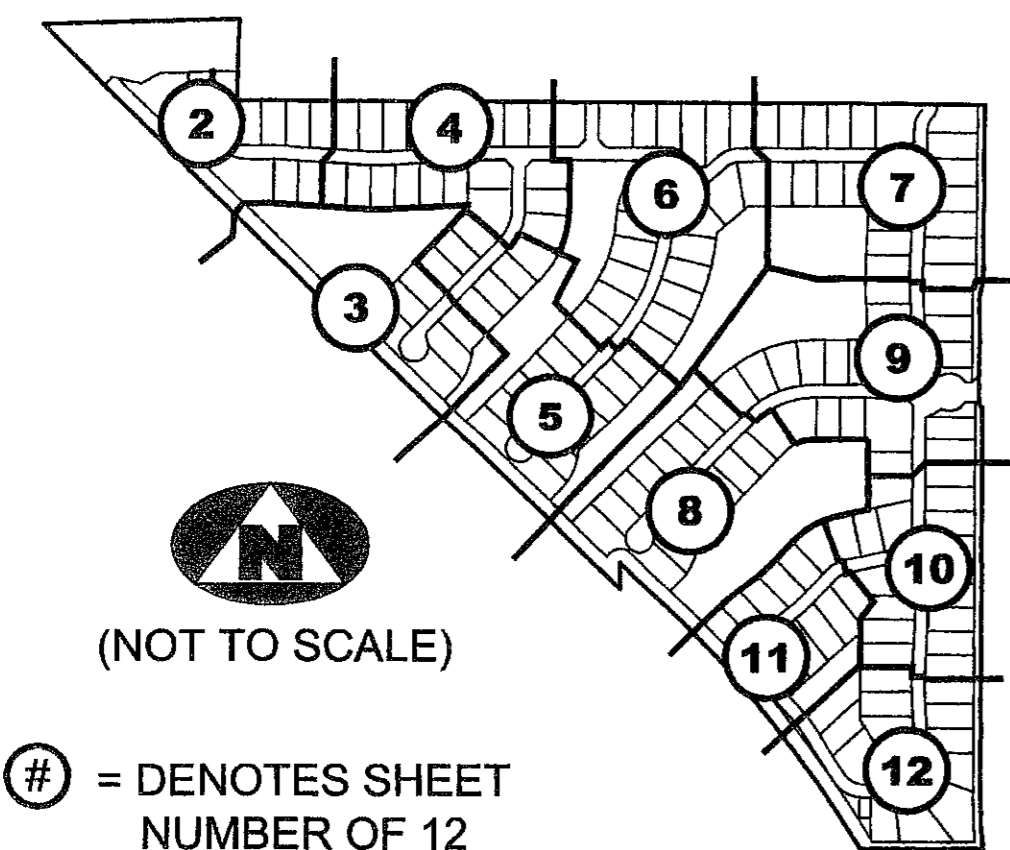 2
4
6
7
3
9
5
8
N
10
(NOT TO SCALE)
11
# = DENOTES SHEET
12
NUMBER OF 12